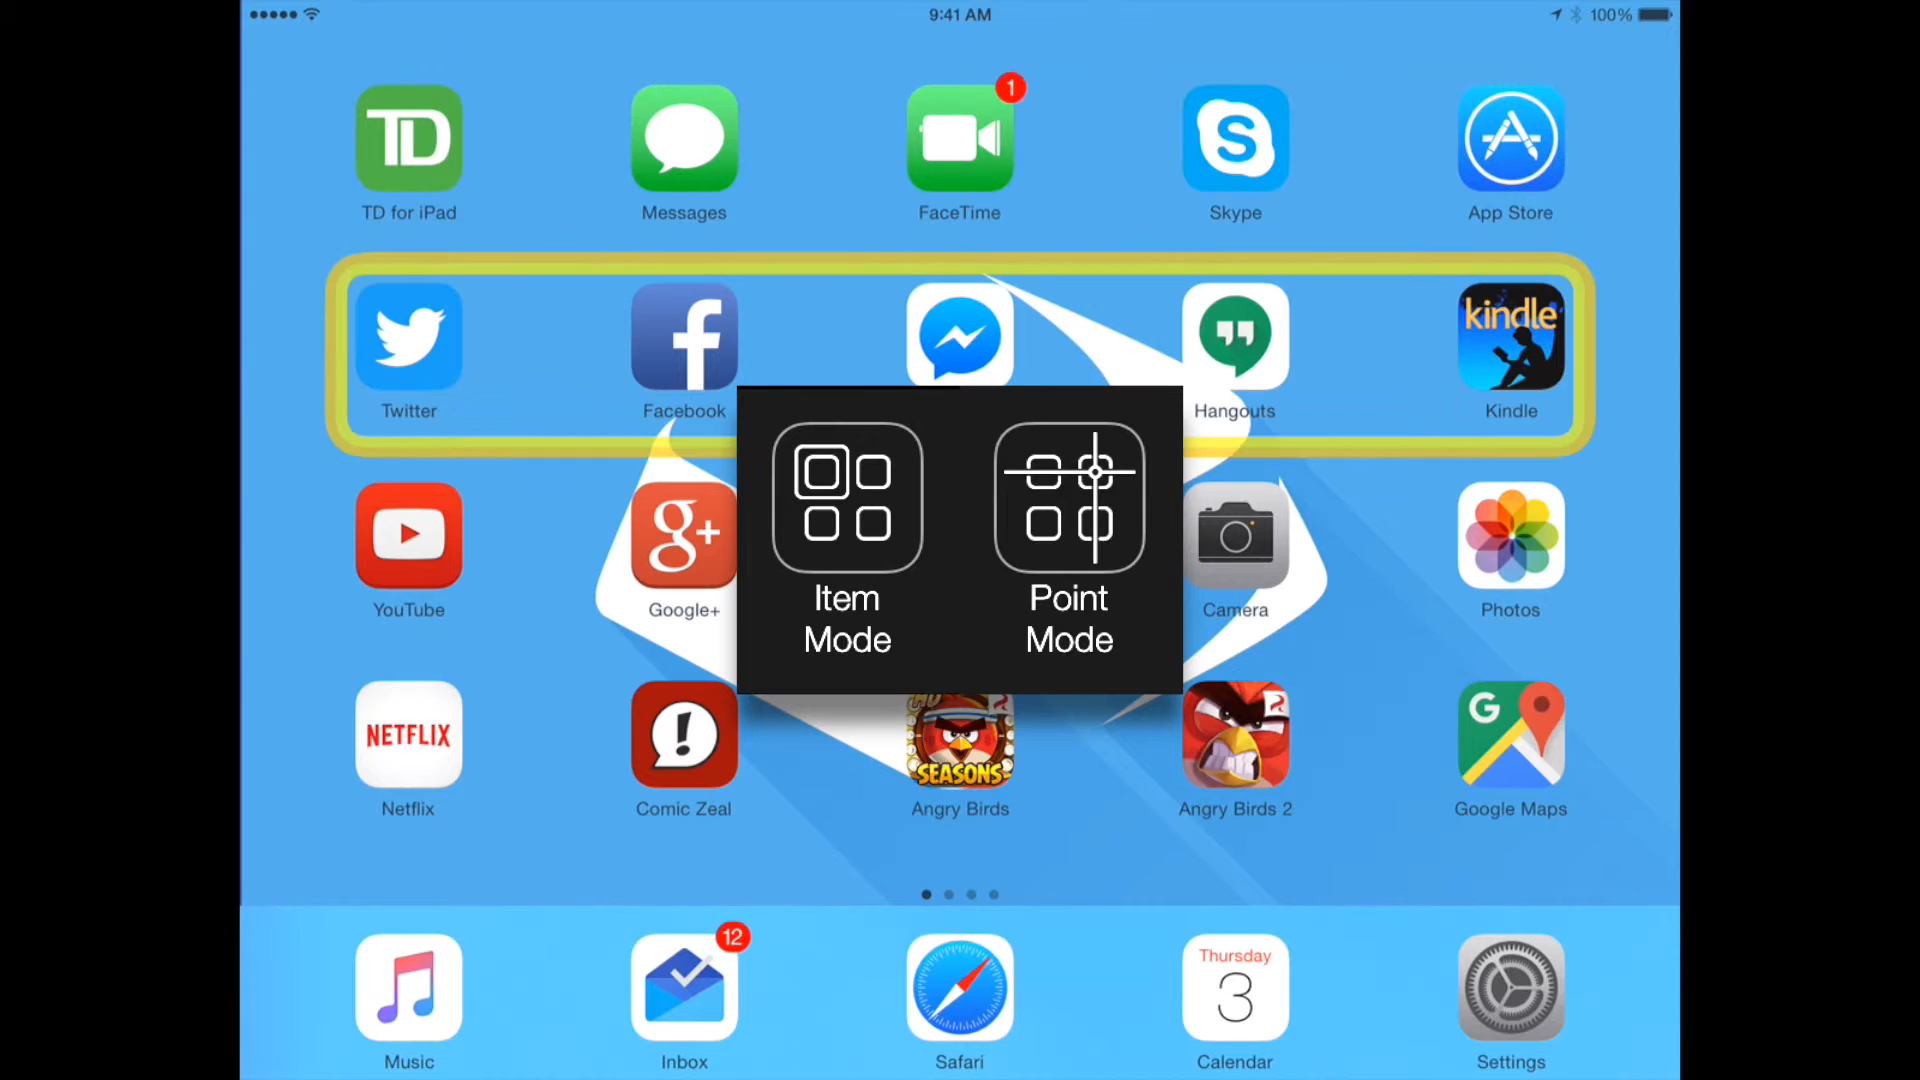 9:41 AM
100%
TD
1
S
TD for iPad
Messages
FaceTime
Skype
App Store
f
kindle
Twitter
Facebook
Hangouts
Kindle
g+
Item
Mode
Point
Mode
YouTube
Google+
Camera
Photos
NETFLIX
!
HD
SEASONS
G
Netflix
Comic Zeal
Angry Birds
Angry Birds 2
Google Maps
12
Thursday
3
Music
Inbox
Safari
Calendar
Settings